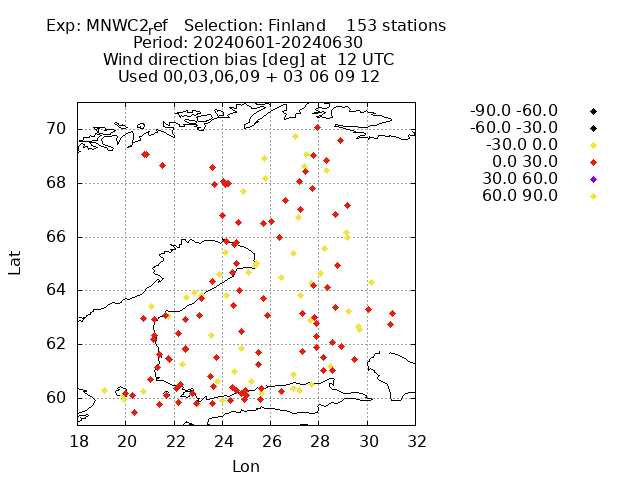 Exp: MNWC2ref   Selection: Finland    153 stations
Period: 20240601-20240630
Wind direction bias [deg] at  12 UTC
Used 00,03,06,09 + 03 06 09 12
-90.0 -60.0
-60.0 -30.0
-30.0 0.0
0.0 30.0
30.0 60.0
60.0 90.0
Lat
70
68
66
64
62
60
18 20 22 24 26 28 30 32
Lon